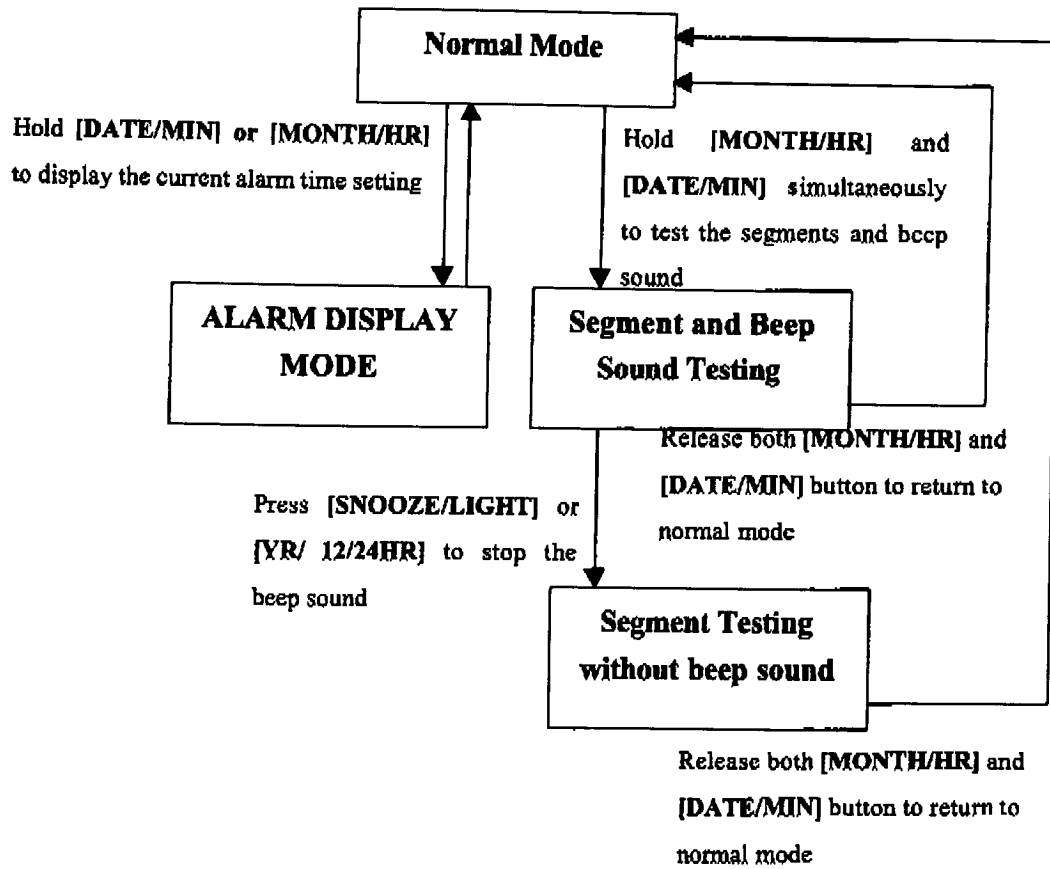 Normal Mode
Hold [DATE/MIN] or [MONTH/HR]
to display the current alarm time setting
Hold [MONTH/HR] and
[DATE/MIN] simultaneously
to test the segments and beep
sound
ALARM DISPLAY
MODE
Segment and Beep
Sound Testing
Release both [MONTH/HR] and
[DATE/MIN] button to return to
normal mode
Press [SNOOZE/LIGHT] or
[YR/ 12/24HR] to stop the
beep sound
Segment Testing
without beep sound
Release both [MONTH/HR] and
[DATE/MIN] button to return to
normal mode